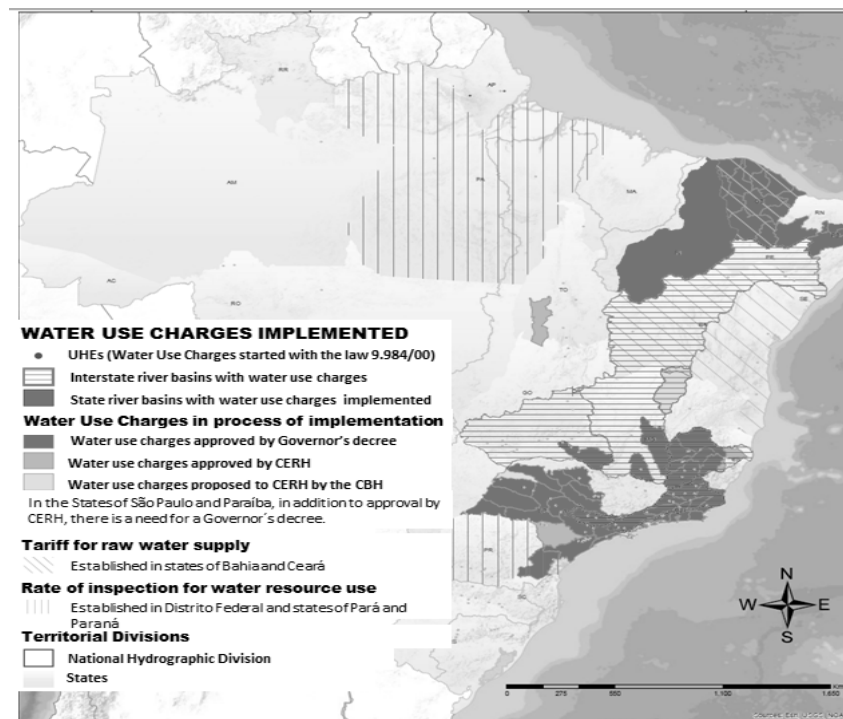 RR
AP
AM
PA
MA
RN
AC
RO
TO
PE
SE
BA
GO
PR
SC
WATER USE CHARGES IMPLEMENTED
UHEs (Water Use Charges started with the law 9.984/00)
Interstate river basins with water use charges
State river basins with water use charges implemented
Water Use Charges in process of implementation
Water use charges approved by Governor's decree
Water use charges approved by CERH
Water use charges proposed to CERH by the CBH
In the States of São Paulo and Paraíba, in addition to approval by
CERH, there is a need for a Governor´s decree.
Tariff for raw water supply
Established in states of Bahia and Ceará
Rate of inspection for water resource use
Established in Distrito Federal and states of Pará and
Paraná
Territorial Divisions
National Hydrographic Division
States
N
W E
S
0 275 550 1.100 1.650